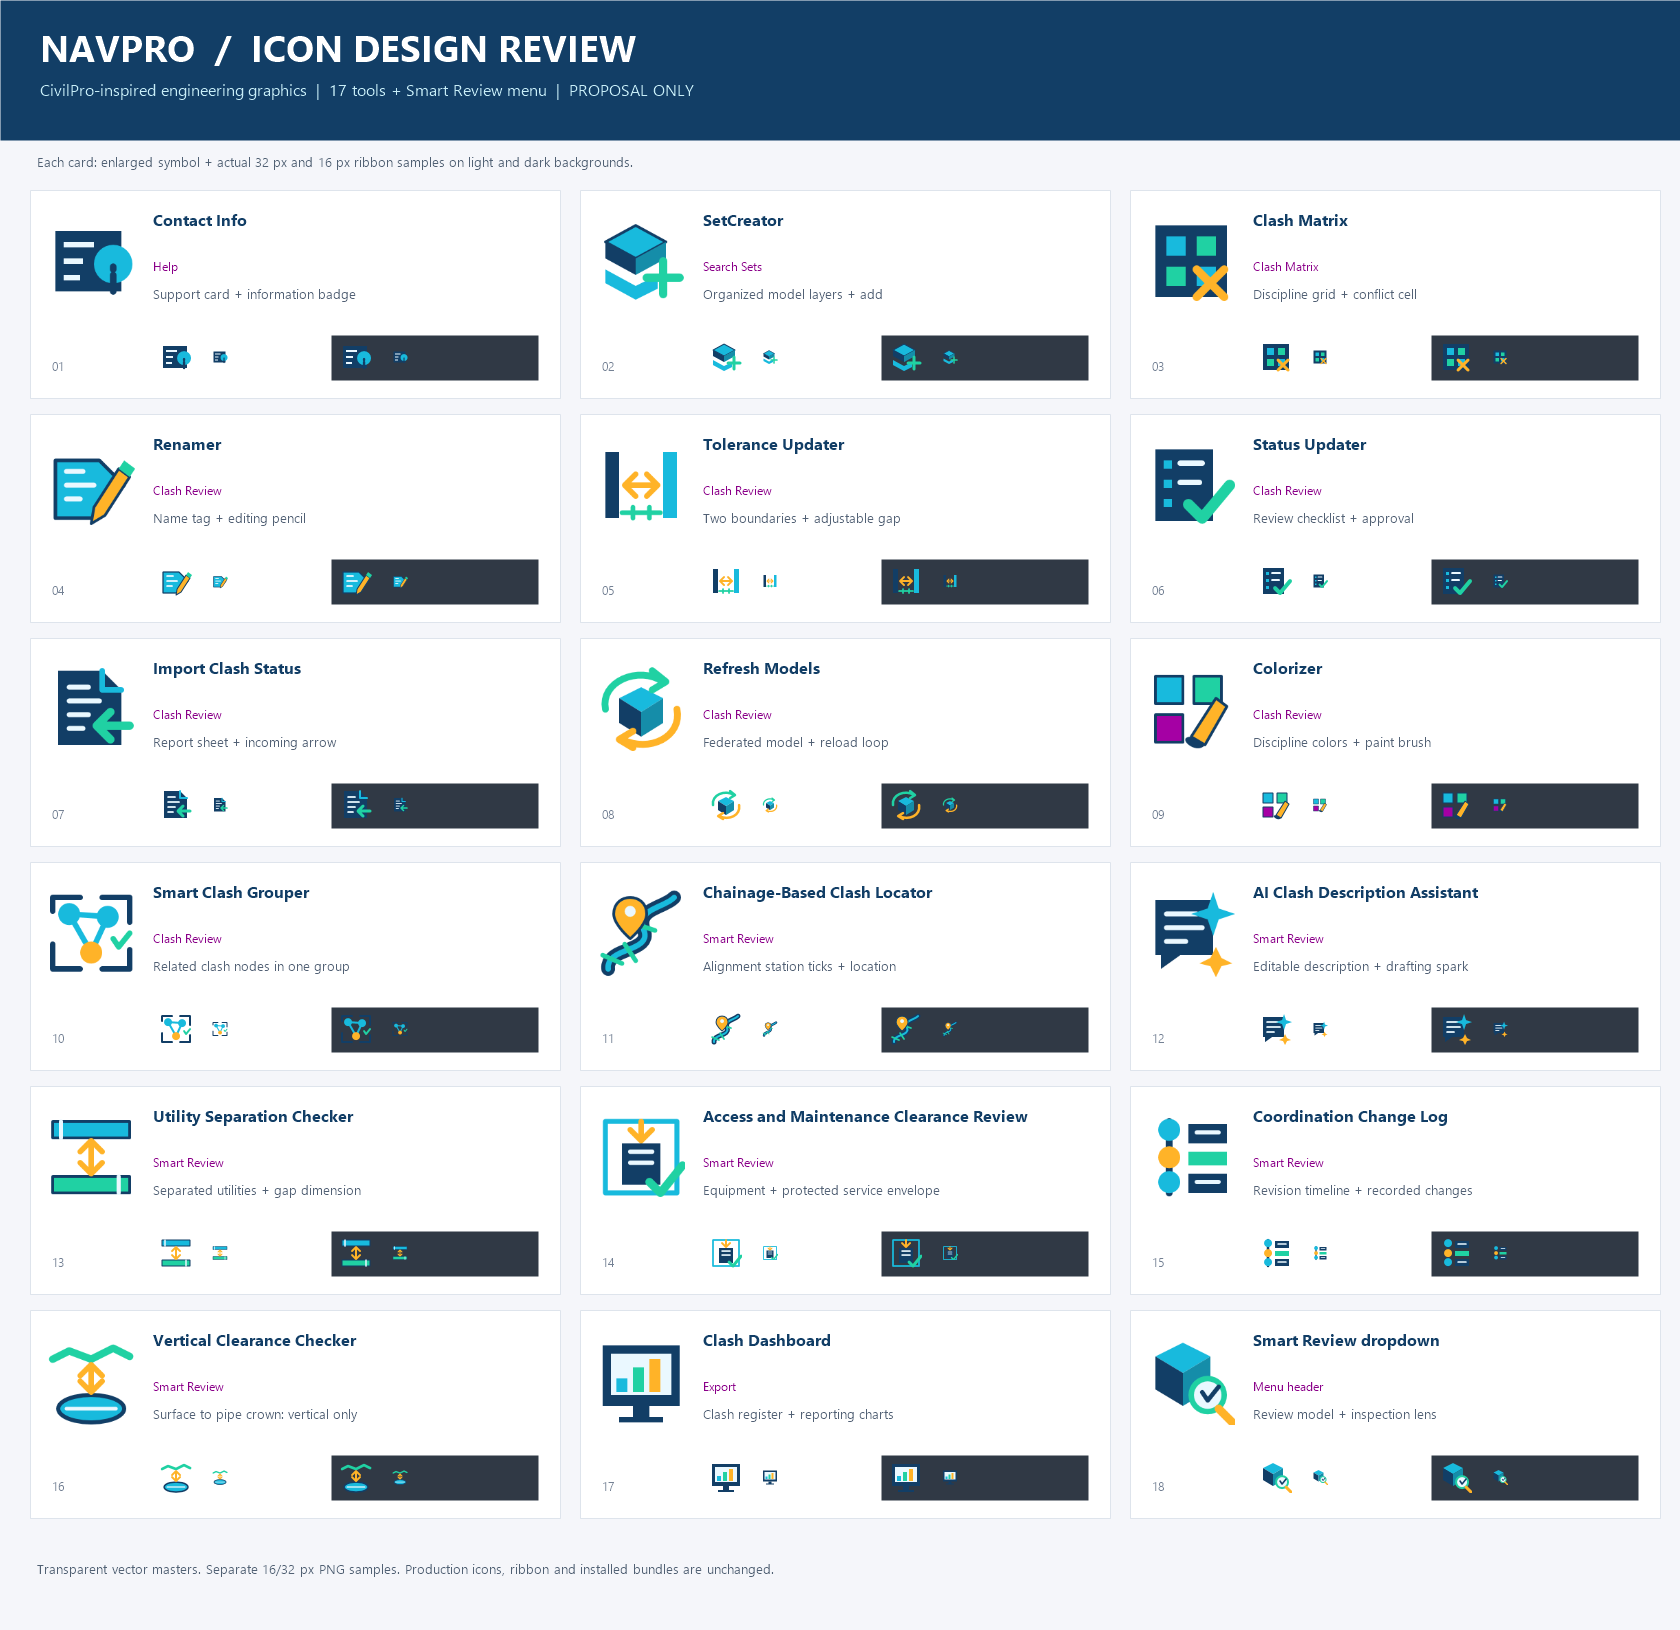 NAVPRO / ICON DESIGN REVIEW
CivilPro-inspired engineering graphics | 17 tools + Smart Review menu | PROPOSAL ONLY
Each card: enlarged symbol + actual 32 px and 16 px ribbon samples on light and dark backgrounds.
Contact Info
Help
Support card + information badge
01
SetCreator
Search Sets
Organized model layers + add
02
Clash Matrix
Clash Matrix
Discipline grid + conflict cell
03
Renamer
Clash Review
Name tag + editing pencil
04
Tolerance Updater
Clash Review
Two boundaries + adjustable gap
05
Status Updater
Clash Review
Review checklist + approval
06
Import Clash Status
Clash Review
Report sheet + incoming arrow
07
Refresh Models
Clash Review
Federated model + reload loop
08
Colorizer
Clash Review
Discipline colors + paint brush
09
Smart Clash Grouper
Clash Review
Related clash nodes in one group
10
Chainage-Based Clash Locator
Smart Review
Alignment station ticks + location
11
AI Clash Description Assistant
Smart Review
Editable description + drafting spark
12
Utility Separation Checker
Smart Review
Separated utilities + gap dimension
13
Access and Maintenance Clearance Review
Smart Review
Equipment + protected service envelope
14
Coordination Change Log
Smart Review
Revision timeline + recorded changes
15
Vertical Clearance Checker
Smart Review
Surface to pipe crown: vertical only
16
Clash Dashboard
Export
Clash register + reporting charts
17
Smart Review dropdown
Menu header
Review model + inspection lens
18
Transparent vector masters. Separate 16/32 px PNG samples. Production icons, ribbon and installed bundles are unchanged.